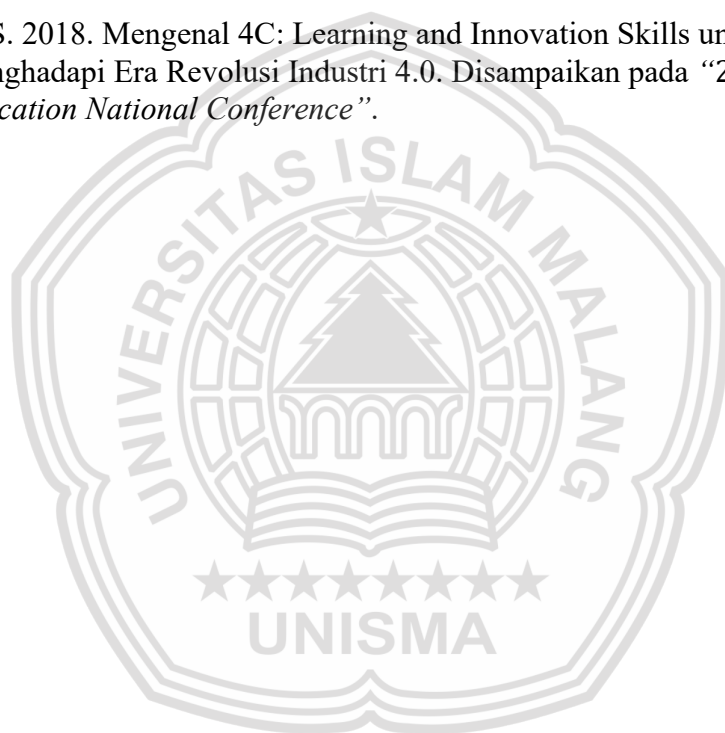 S. 2018. Mengenal 4C: Learning and Innovation Skills un
nghadapi Era Revolusi Industri 4.0. Disampaikan pada “2
cation National Conference”.
UNIVERSITAS ISLAM MALANG
UNISMA